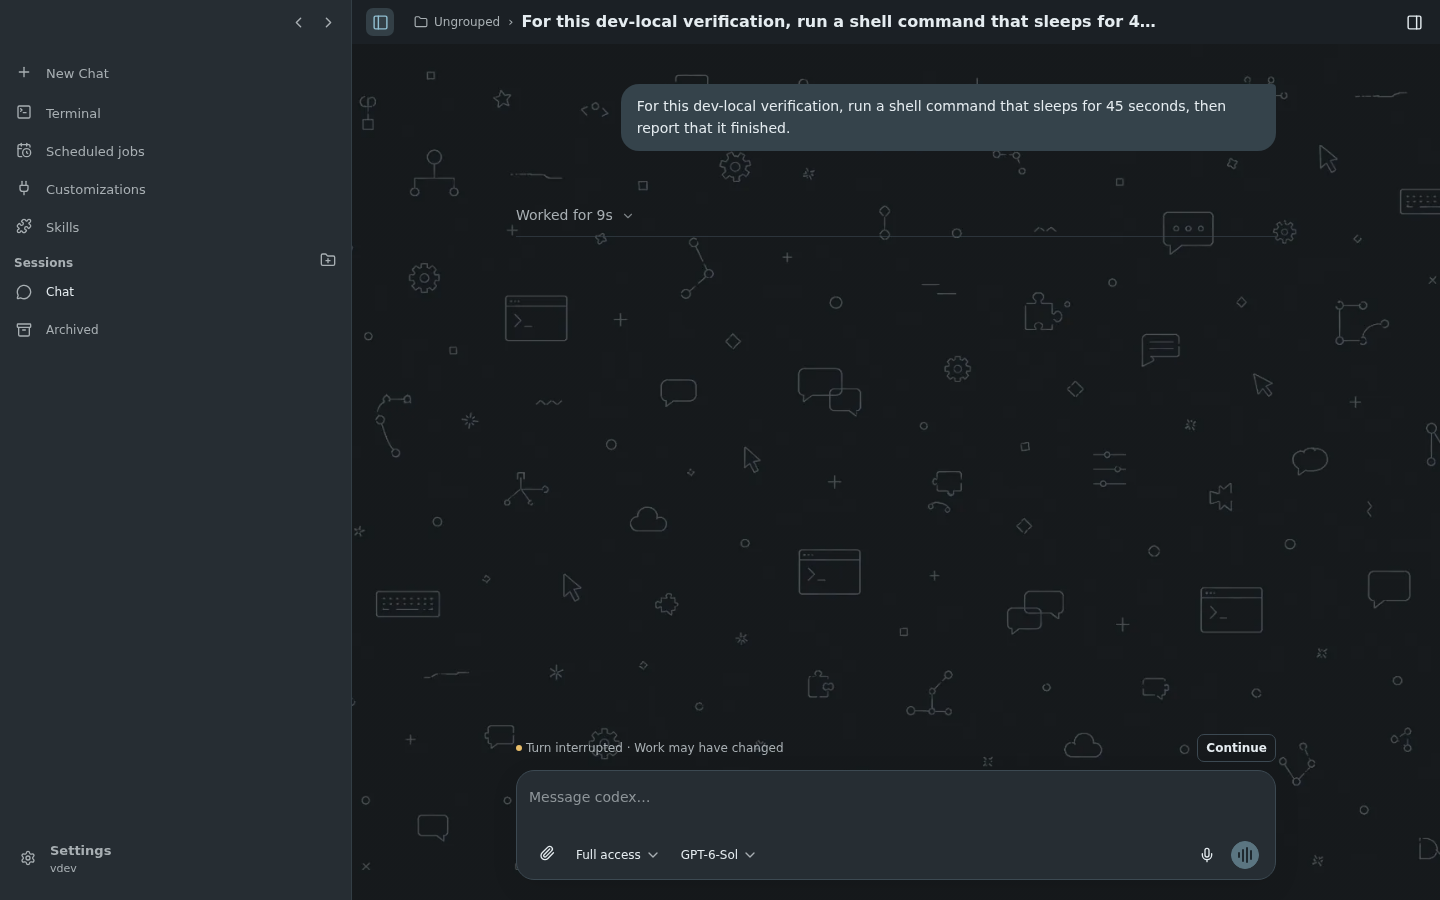 Ungrouped › For this dev-local verification, run a shell command that sleeps for 4…
New Chat
Terminal
Scheduled jobs
Customizations
Skills
Sessions
Chat
Archived
Settings
vdev
For this dev-local verification, run a shell command that sleeps for 45 seconds, then
report that it finished.
Worked for 9s
Turn interrupted · Work may have changed
Continue
Message codex...
Full access
GPT-6-Sol